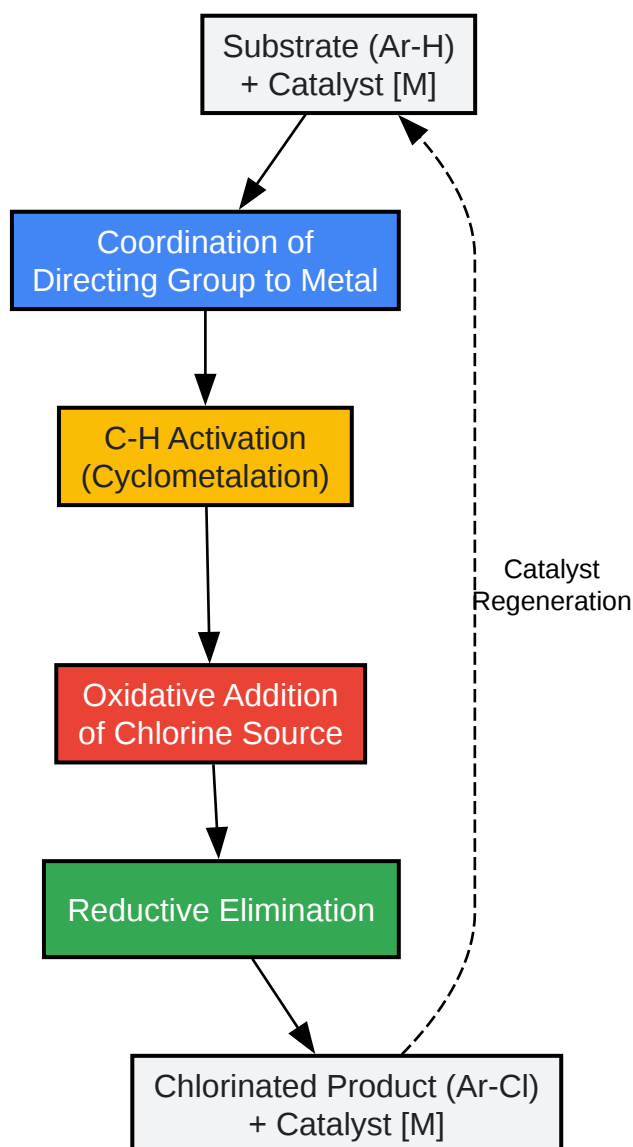 Substrate (Ar-H)
+ Catalyst [M]
Coordination of
Directing Group to Metal
C-H Activation
(Cyclometalation)
Catalyst
Regeneration
Oxidative Addition
of Chlorine Source
Reductive Elimination
Chlorinated Product (Ar-Cl)
+ Catalyst [M]